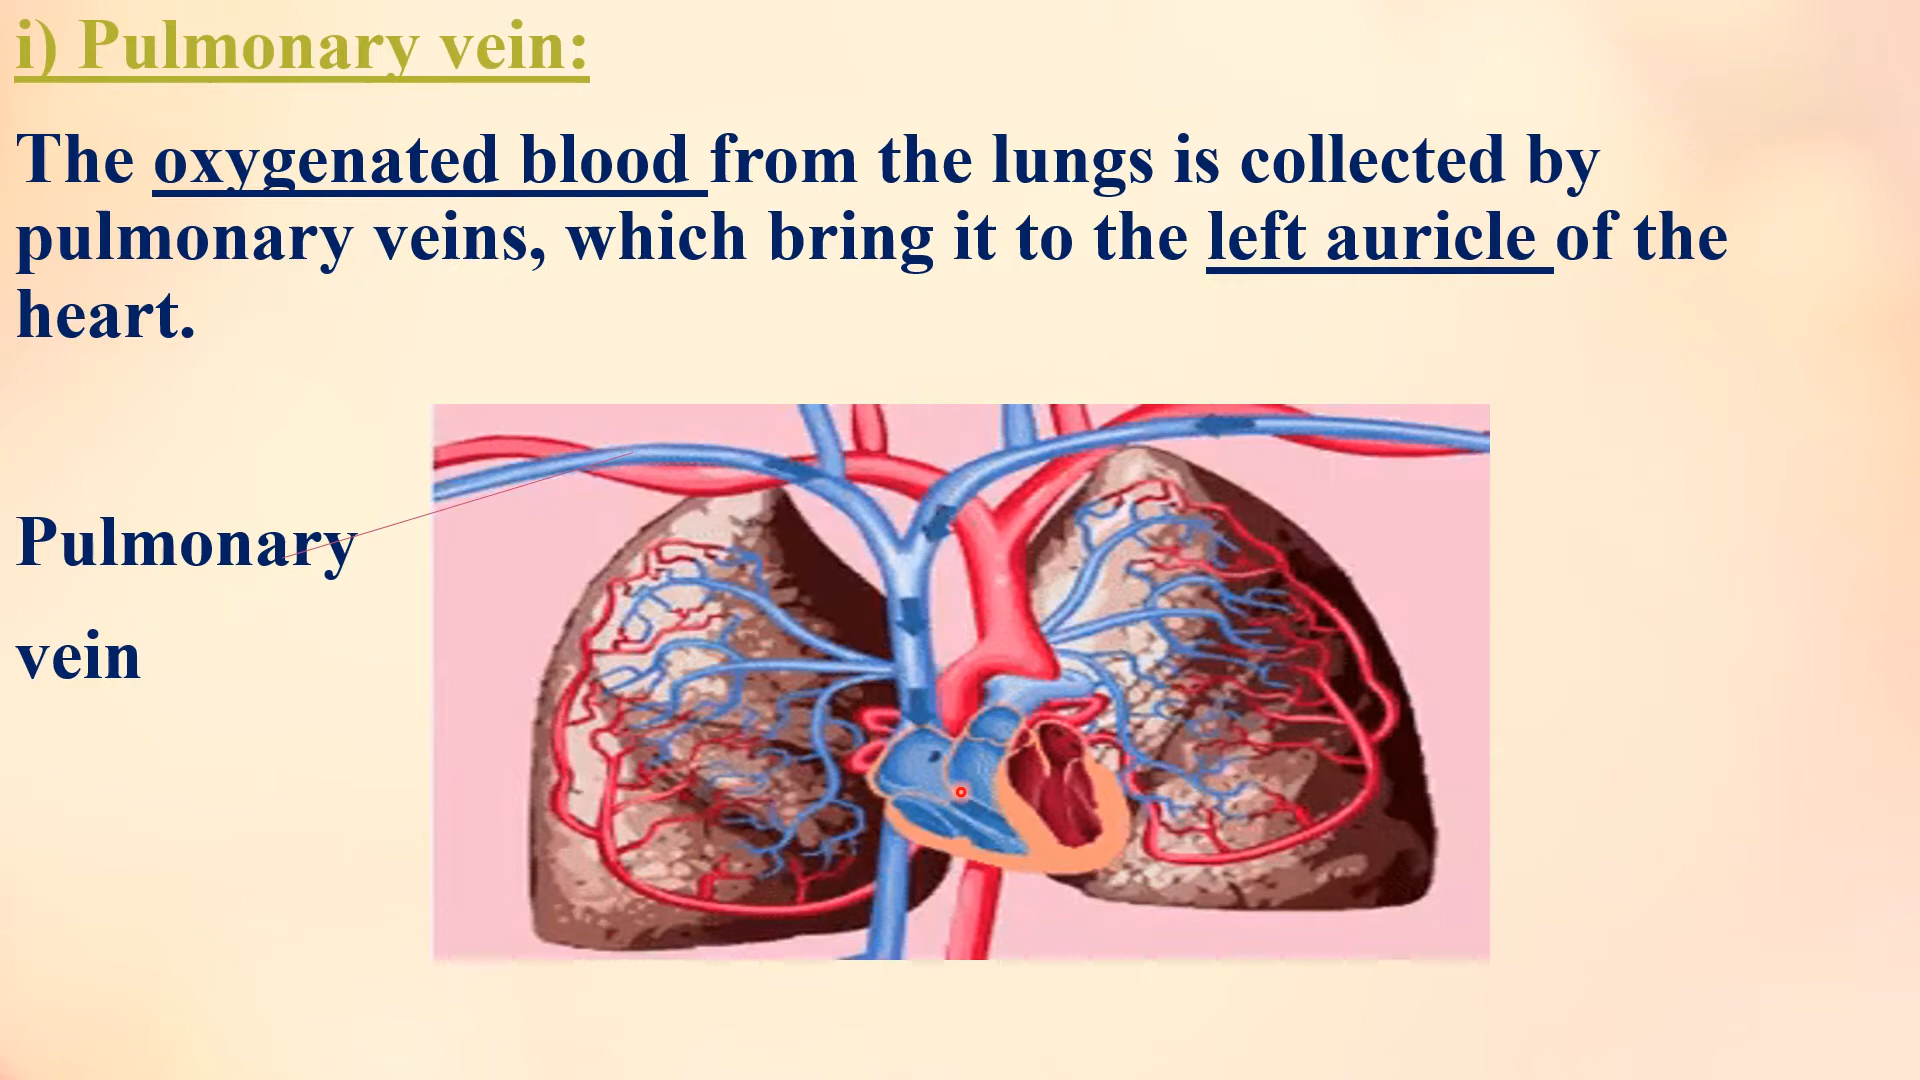 i) Pulmonary vein:
The oxygenated blood from the lungs is collected by
pulmonary veins, which bring it to the left auricle of the
heart.
Pulmonary
vein